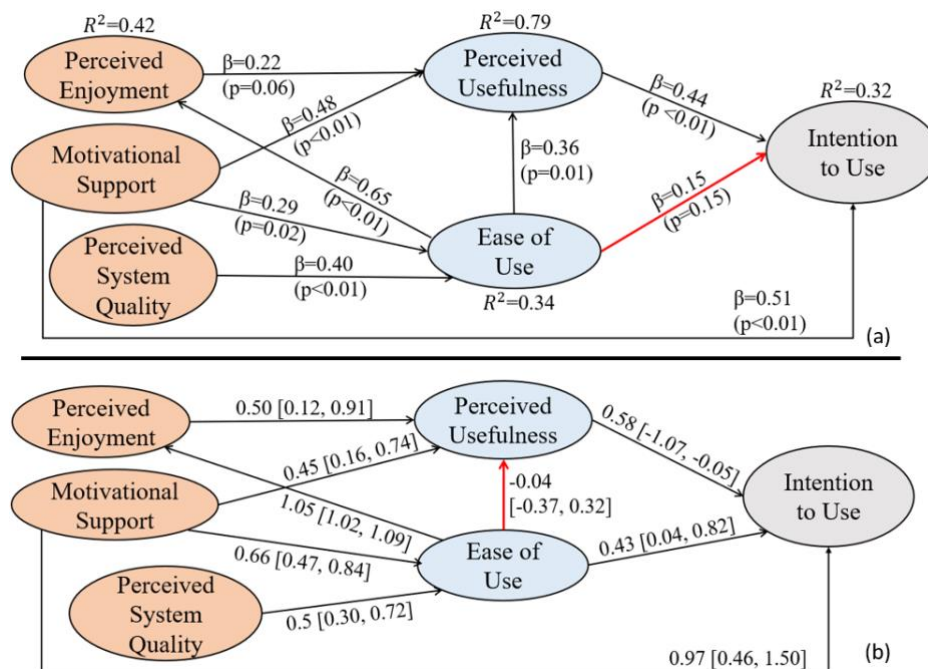 R²=0.42
Perceived
Enjoyment
β=0.22
(p=0.06)
R²=0.79
Perceived
Usefulness
β=0.44
(p <0.01)
R²=0.32
Intention
to Use
Motivational
Support
β=0.48
(p<0.01)
β=0.65
(p<0.01)
β=0.36
(p=0.01)
β=0.15
(p=0.15)
β=0.29
(p=0.02)
Perceived
System
Quality
β=0.40
(p<0.01)
Ease of
Use
R²=0.34
β=0.51
(p<0.01)
(a)
Perceived
Enjoyment
0.50 [0.12, 0.91]
Perceived
Usefulness
0.58 [-1.07, -0.05]
Intention
to Use
Motivational
Support
0.45 [0.16, 0.74]
1.05 [1.02, 1.09]
-0.04
[-0.37, 0.32]
0.66 [0.47, 0.84]
Ease of
Use
0.43 [0.04, 0.82]
Perceived
System
Quality
0.5 [0.30, 0.72]
0.97 [0.46, 1.50]
(b)